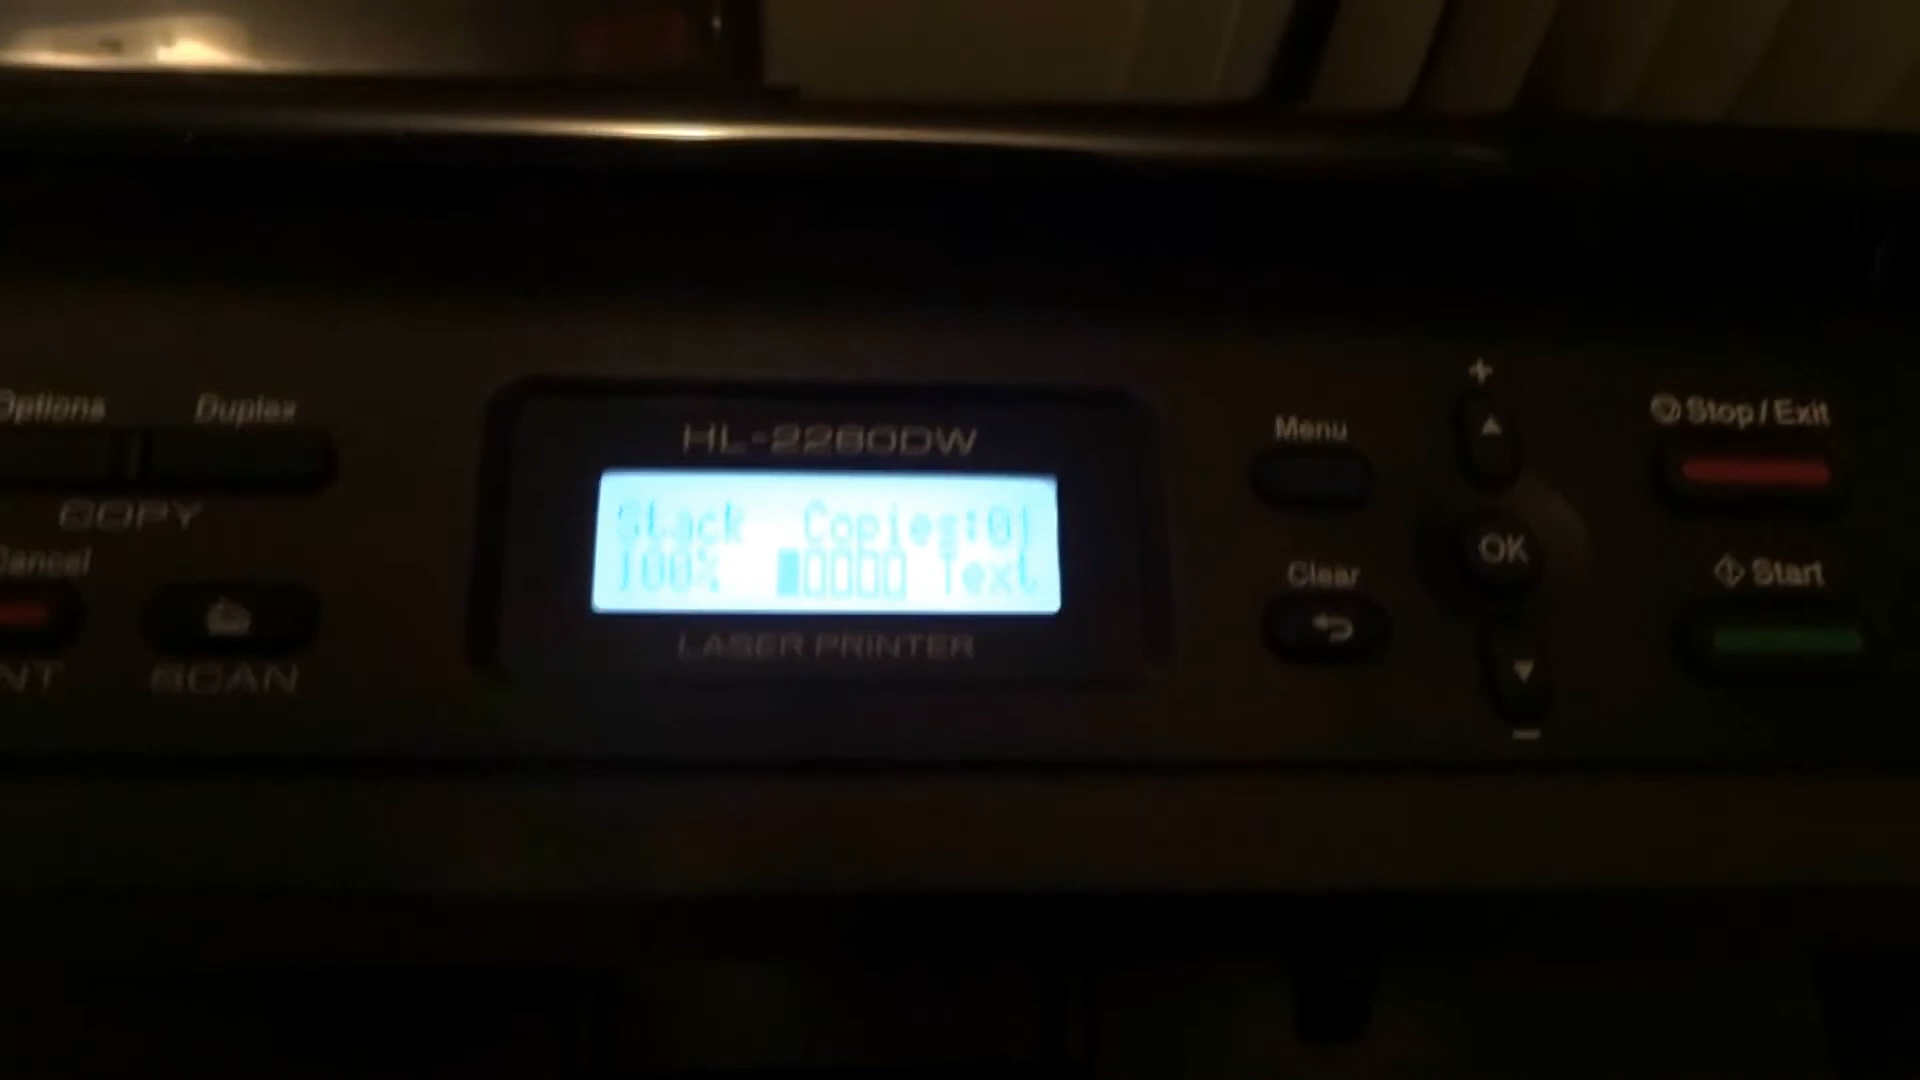 Options Duplex
COPY
Cancel
SCAN
HL-2280DW
Stack Copies:01
100% Text
LASER PRINTER
Menu
Clear
+
OK
-
Stop/Exit
Start